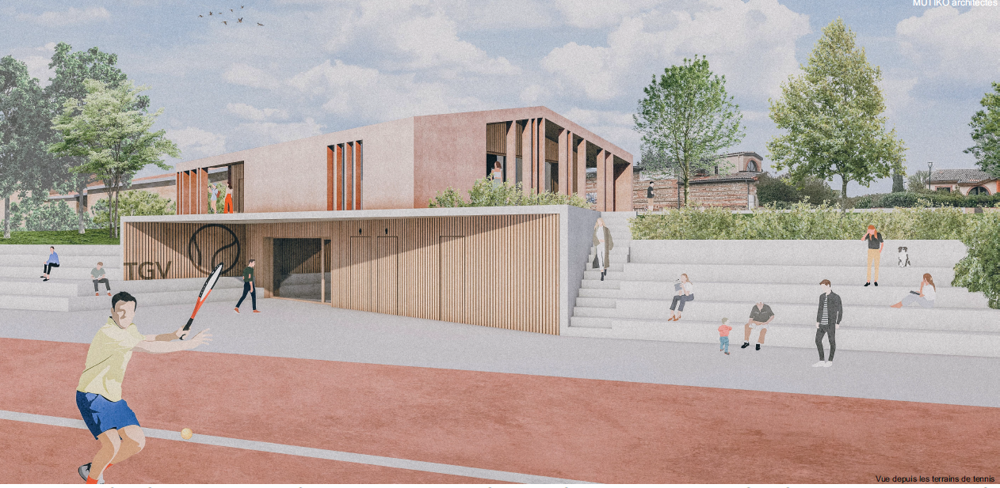 MUTIKO architectes
TGV
Vue depuis les terrains de tennis